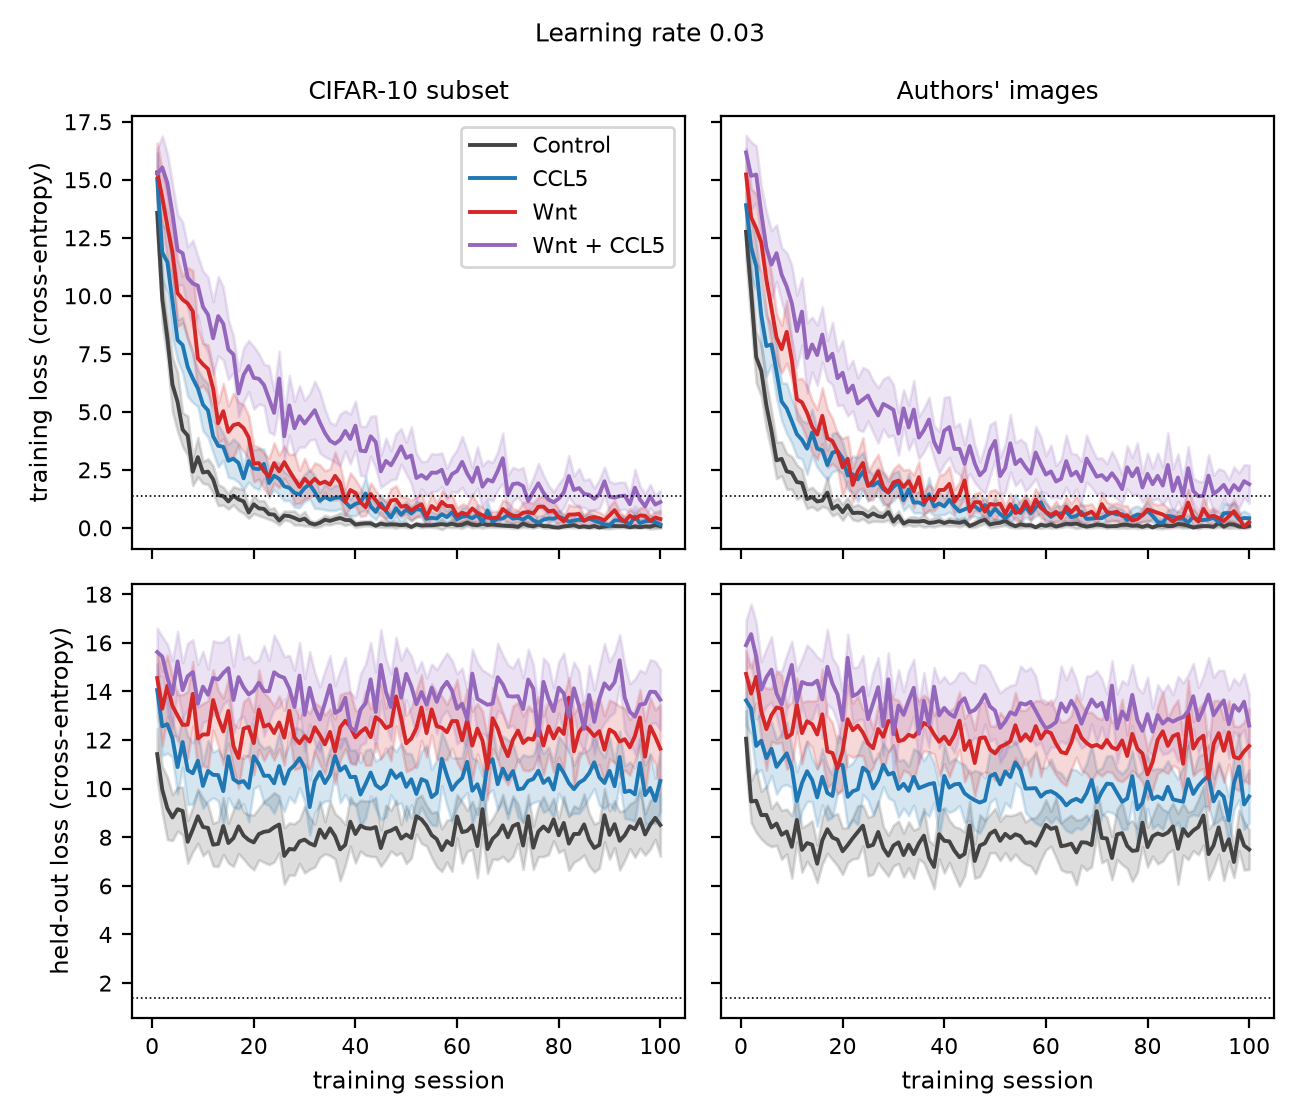 Learning rate 0.03
CIFAR-10 subset
Authors' images
training loss (cross-entropy)
17.5
15.0
12.5
10.0
7.5
5.0
2.5
0.0
Control
CCL5
Wnt
Wnt + CCL5
held-out loss (cross-entropy)
18
16
14
12
10
8
6
4
2
0 20 40 60 80 100
training session
0 20 40 60 80 100
training session